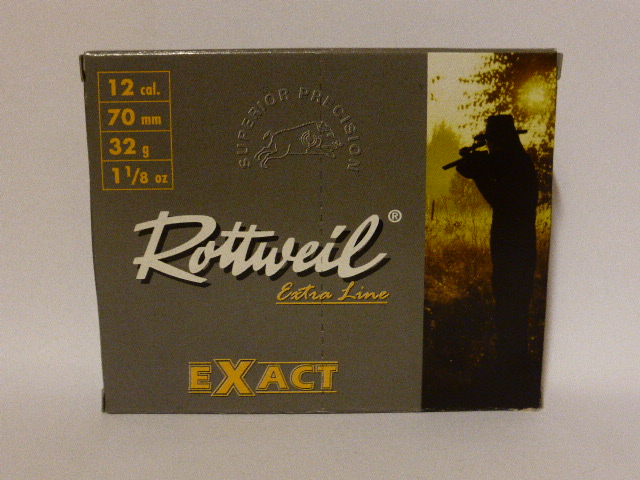 12 cal.
70 mm
32 g
1 1/8 oz
SUPERIOR PRECISION
Rottweil®
Extra Line
EXACT